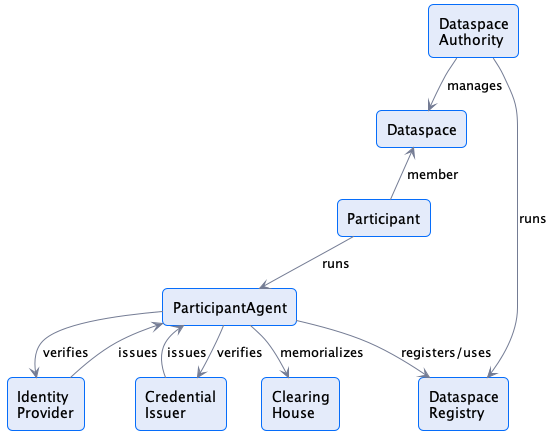 Dataspace
Authority
manages
Dataspace
member
Participant
runs
runs
ParticipantAgent
verifies
issues
issues
verifies
memorializes
registers/uses
Identity
Provider
Credential
Issuer
Clearing
House
Dataspace
Registry